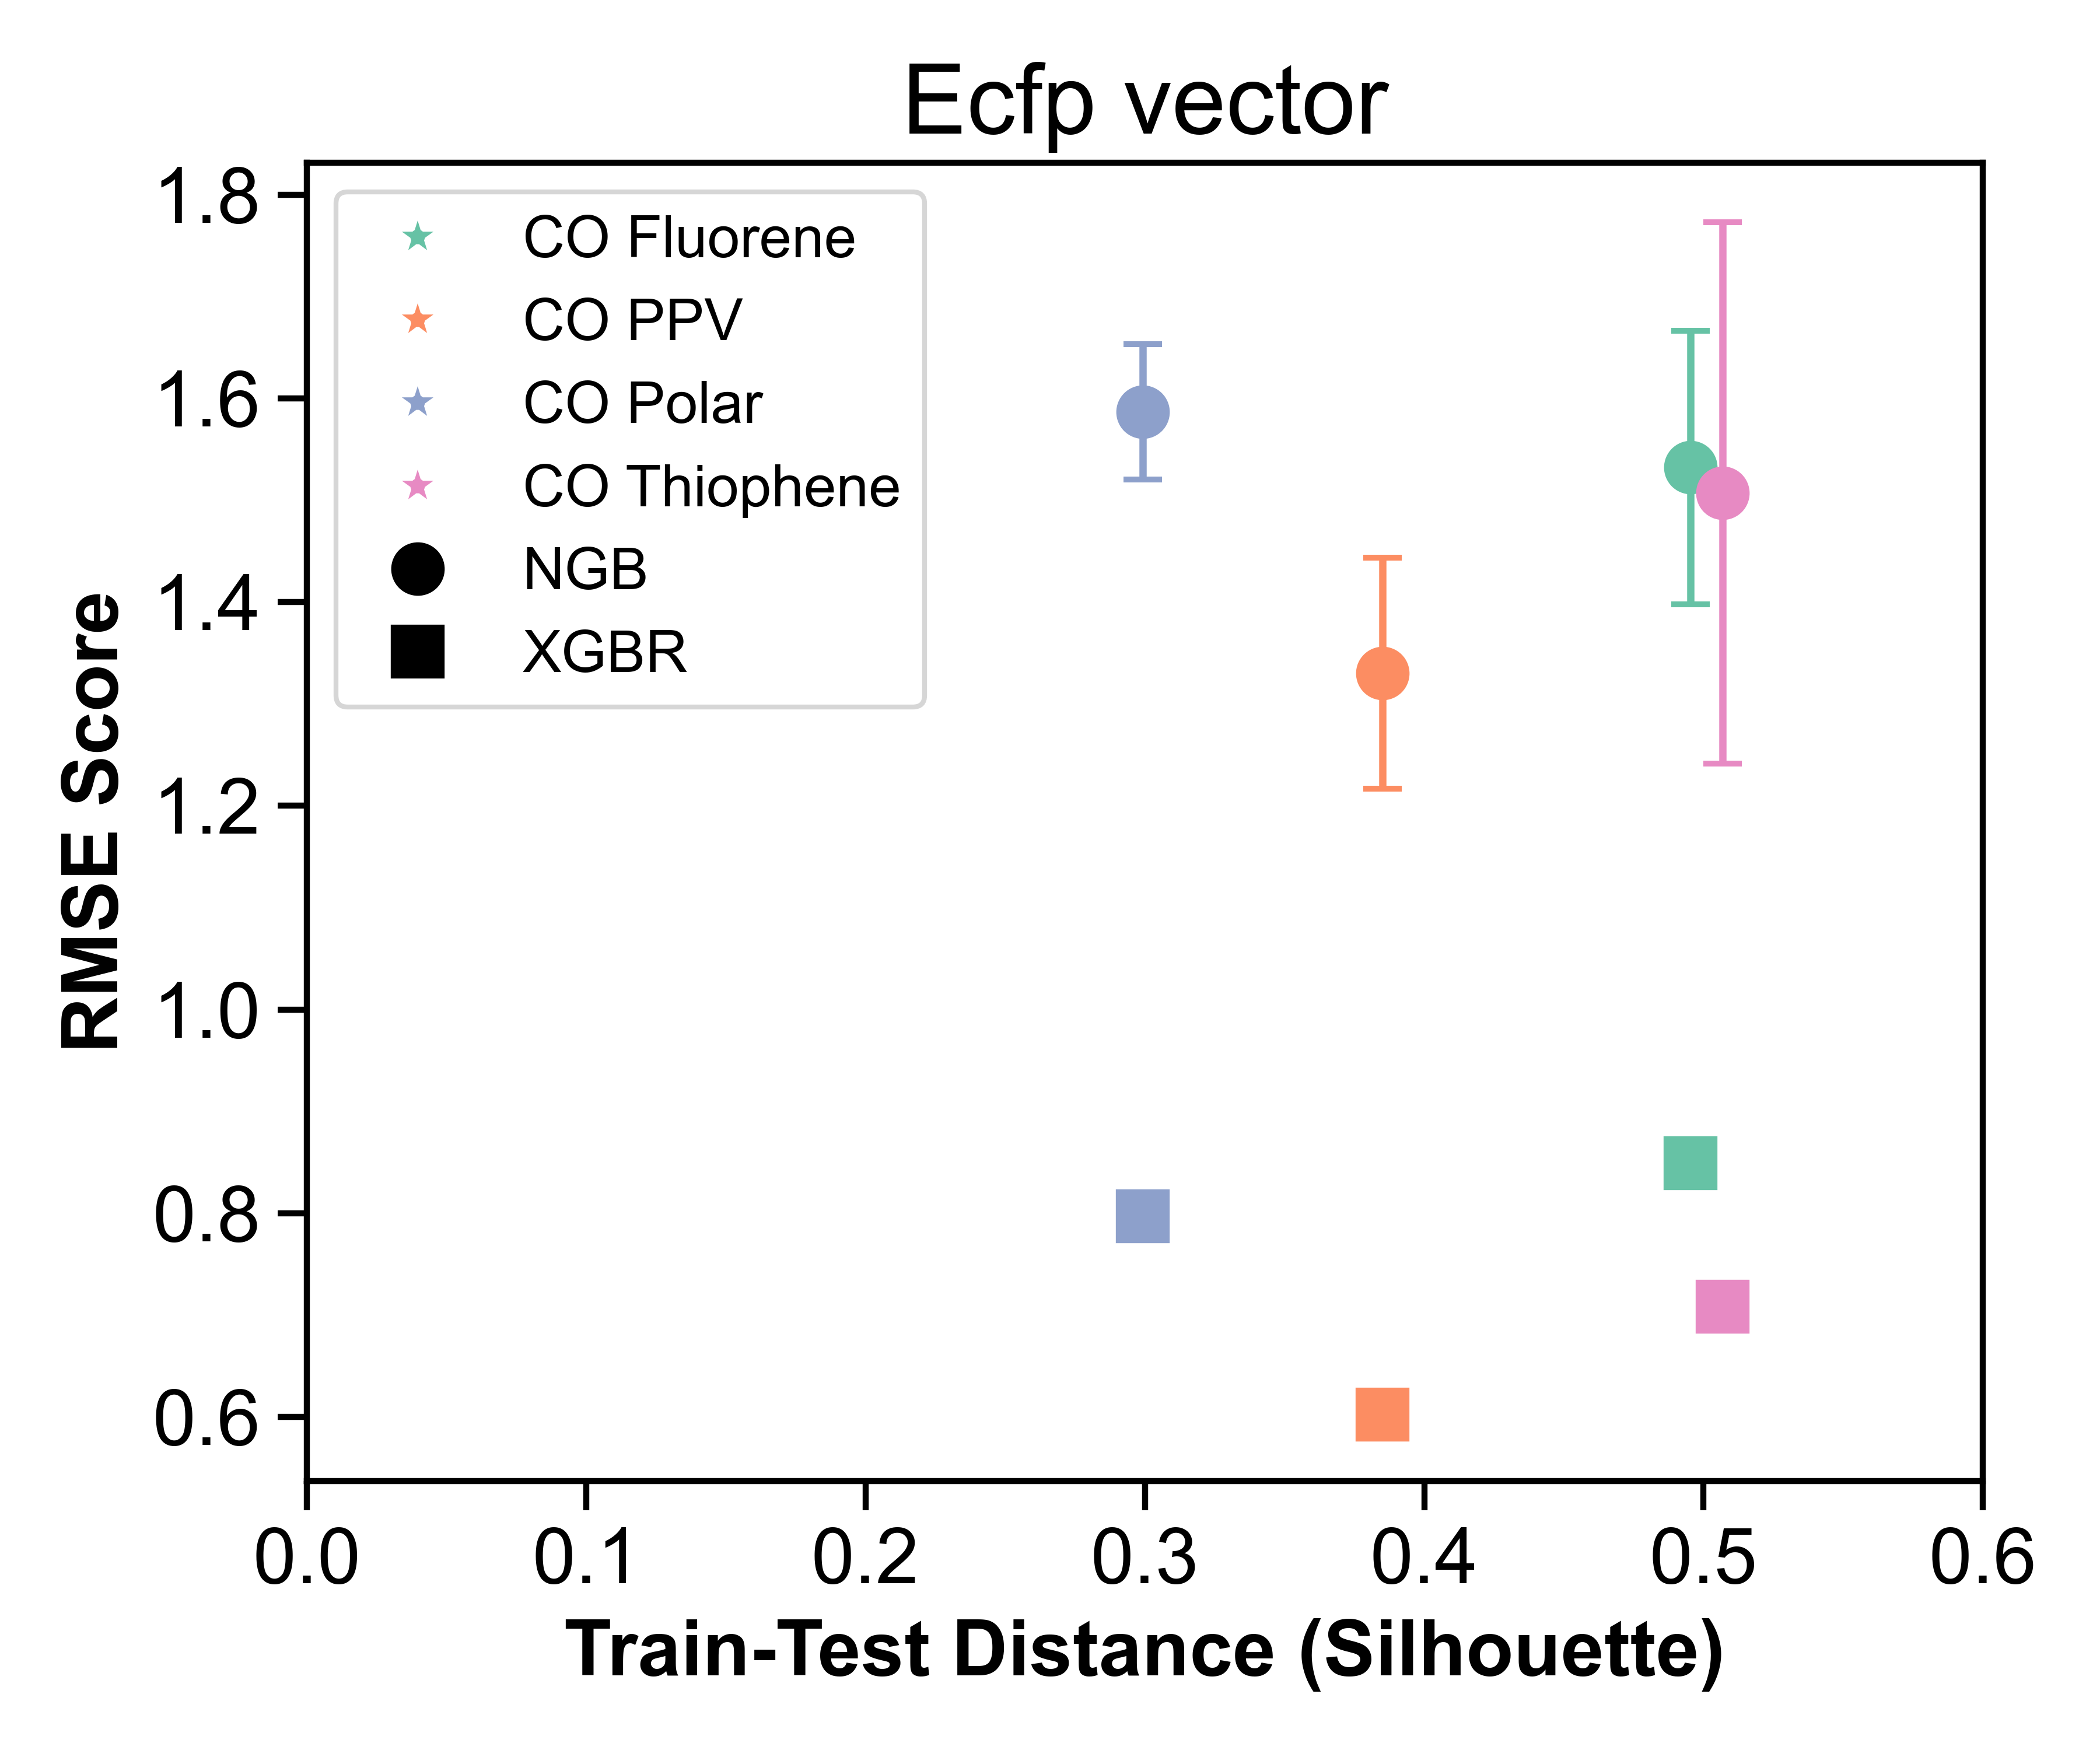 Ecfp vector
1.8
1.6
1.4
1.2
1.0
0.8
0.6
RMSE Score
CO Fluorene
CO PPV
CO Polar
CO Thiophene
NGB
XGBR
0.0 0.1 0.2 0.3 0.4 0.5 0.6
Train-Test Distance (Silhouette)